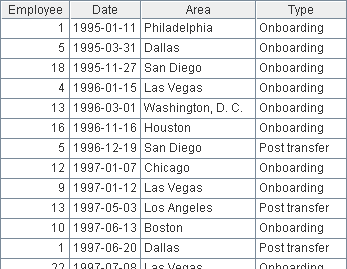 Employee Date Area Type
1 1995-01-11 Philadelphia Onboarding
5 1995-03-31 Dallas Onboarding
18 1995-11-27 San Diego Onboarding
4 1996-01-15 Las Vegas Onboarding
13 1996-03-01 Washington, D. C. Onboarding
16 1996-11-16 Houston Onboarding
5 1996-12-19 San Diego Post transfer
12 1997-01-07 Chicago Onboarding
9 1997-01-12 Las Vegas Onboarding
13 1997-05-03 Los Angeles Post transfer
10 1997-06-13 Boston Onboarding
1 1997-06-20 Dallas Post transfer
22 1997-07-08 Las Vegas Onboarding